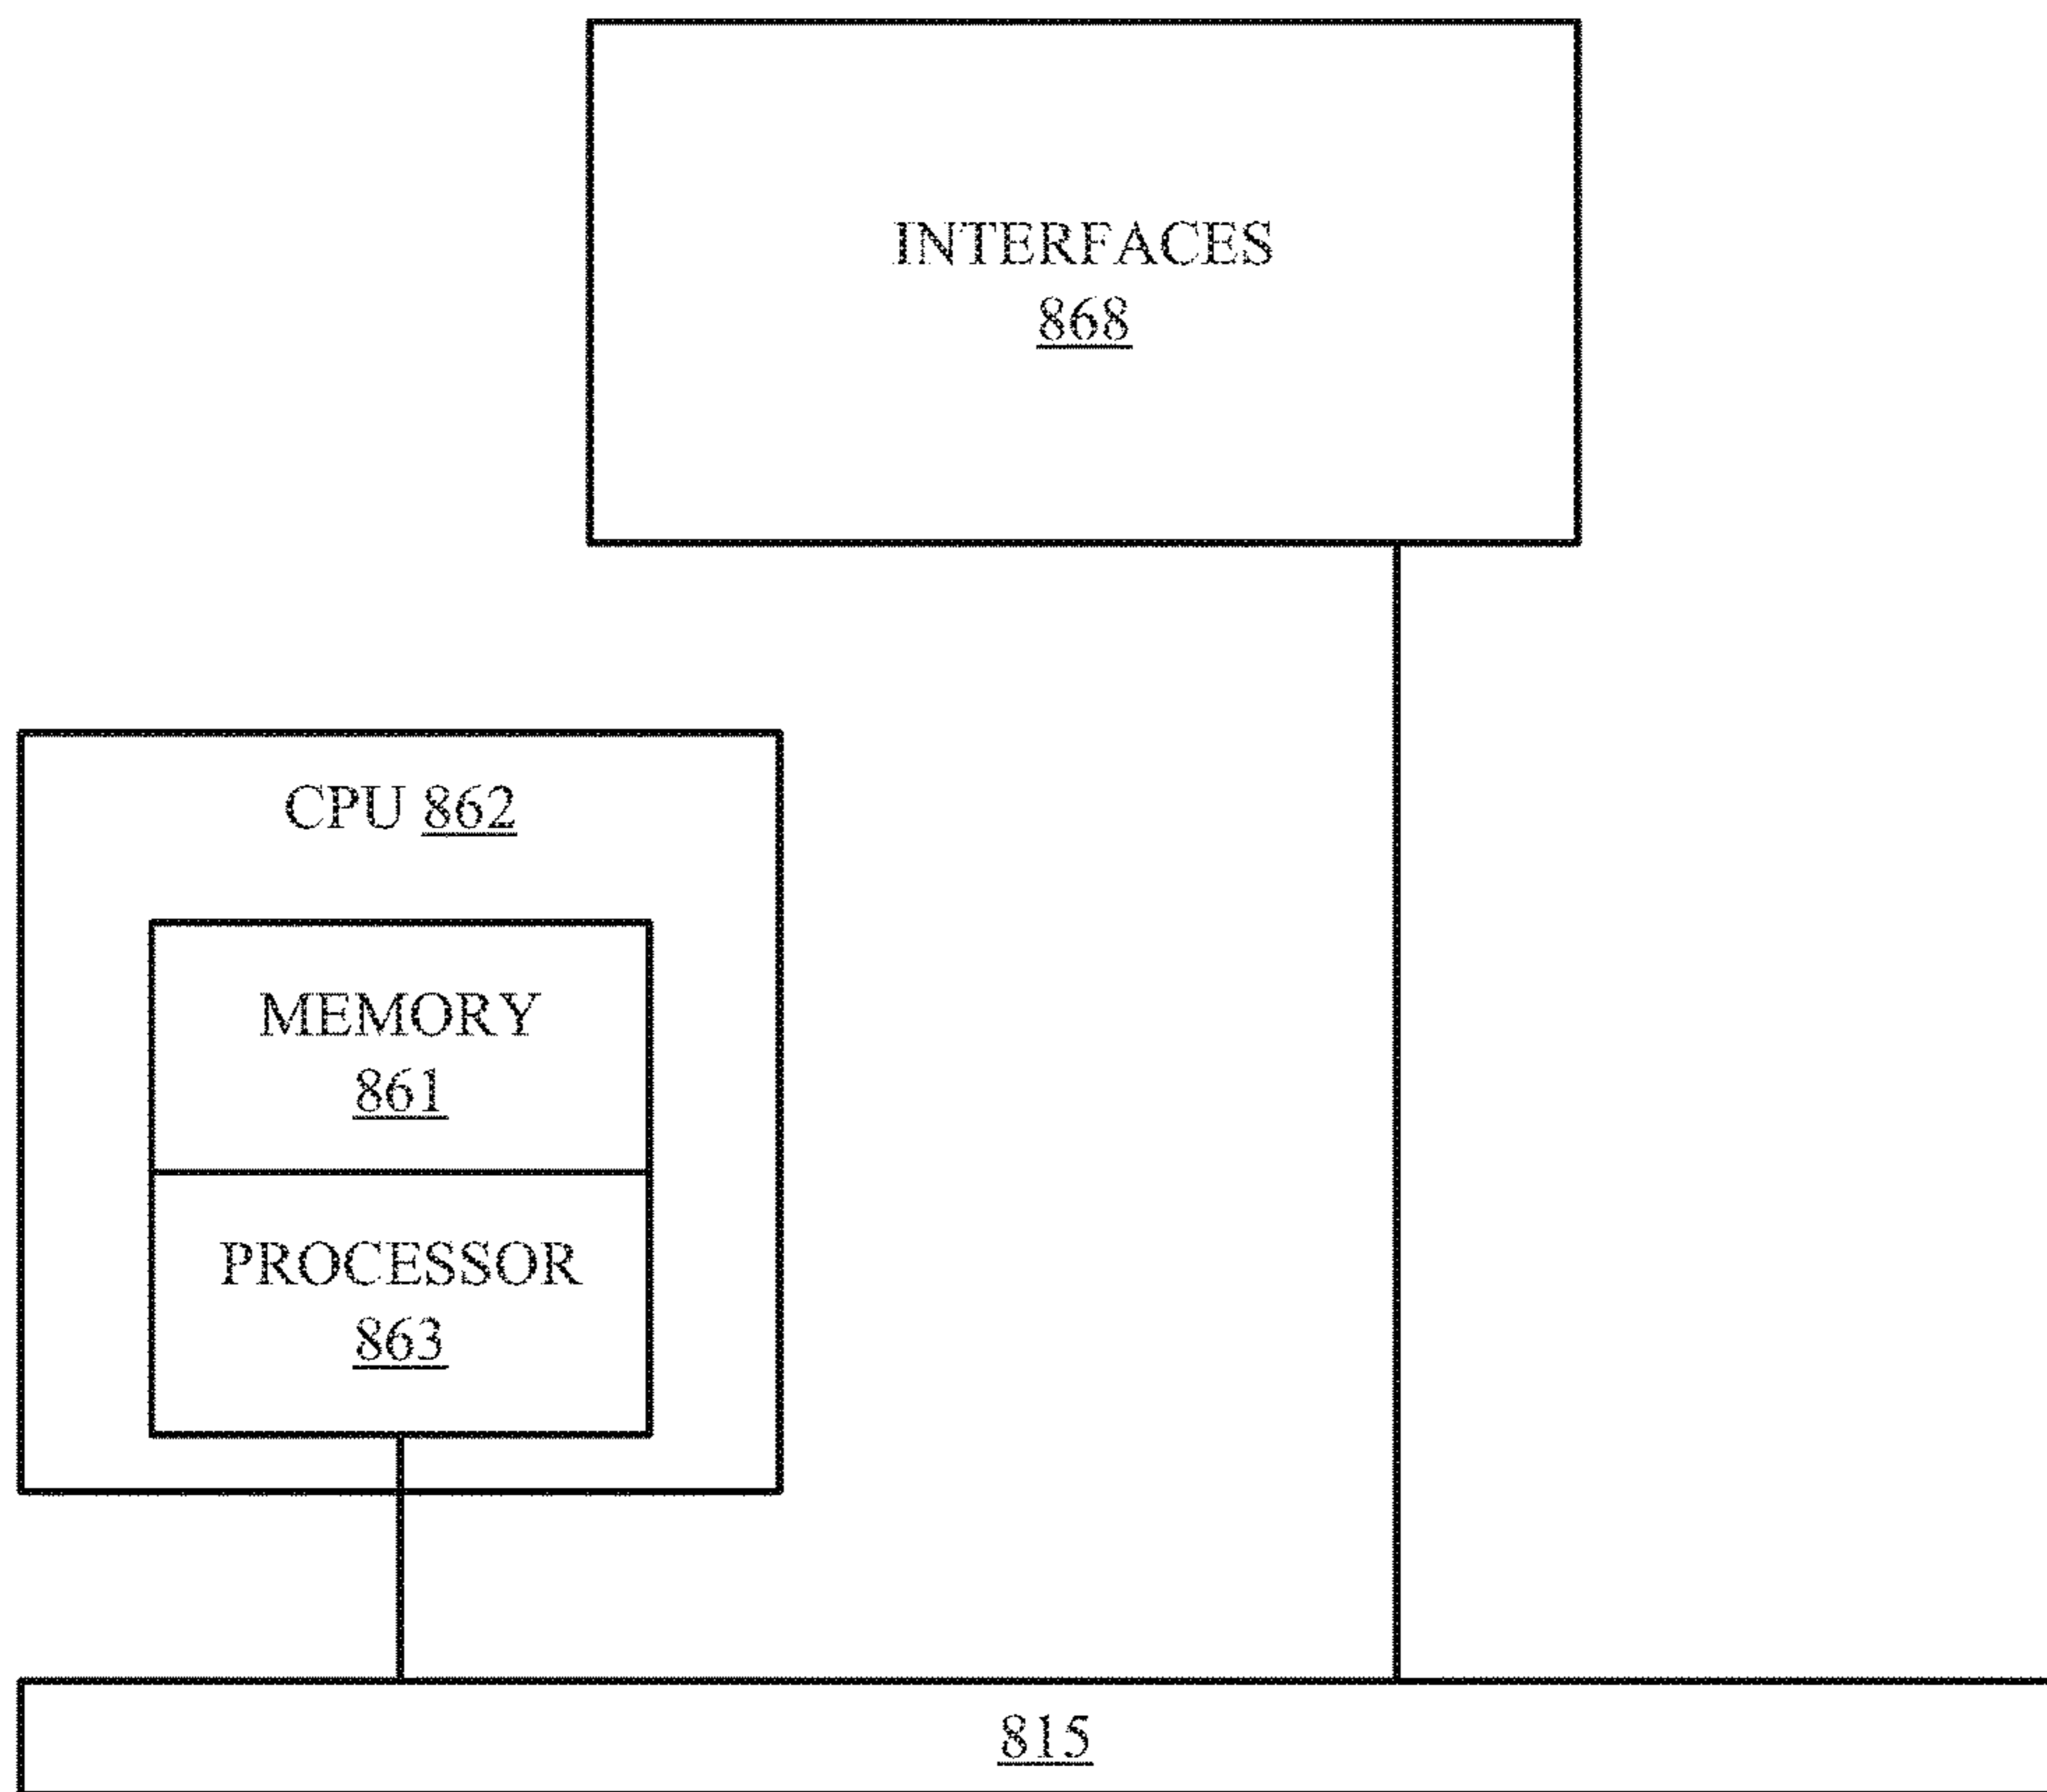 INTERFACES
868
CPU 862
MEMORY
861
PROCESSOR
863
815